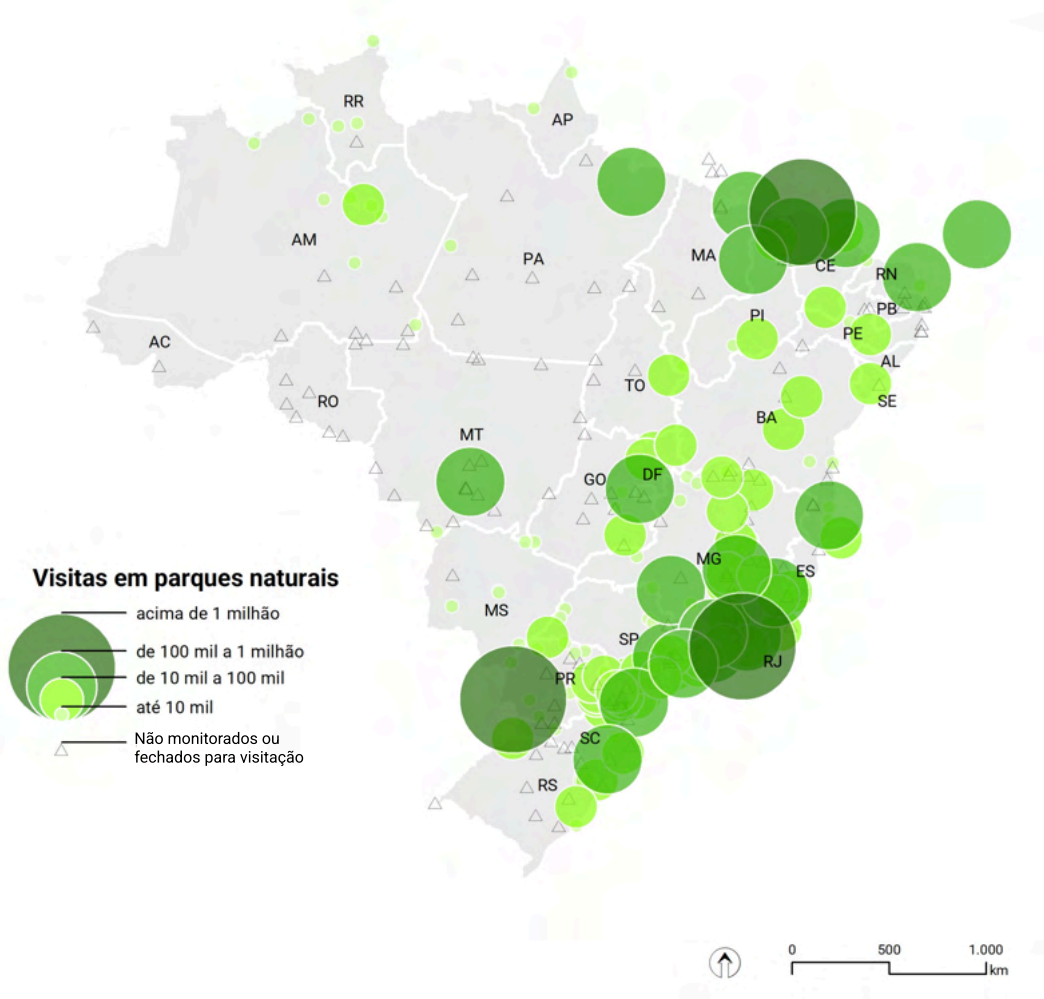 RR
AP
AM
PA
MA
CE
RN
PI
PB
PE
AC
AL
TO
SE
RO
BA
MT
GO
DF
MG
ES
Visitas em parques naturais
acima de 1 milhão
de 100 mil a 1 milhão
de 10 mil a 100 mil
até 10 mil
Não monitorados ou
fechados para visitação
MS
SP
RJ
PR
SC
RS
0 500 1.000
km